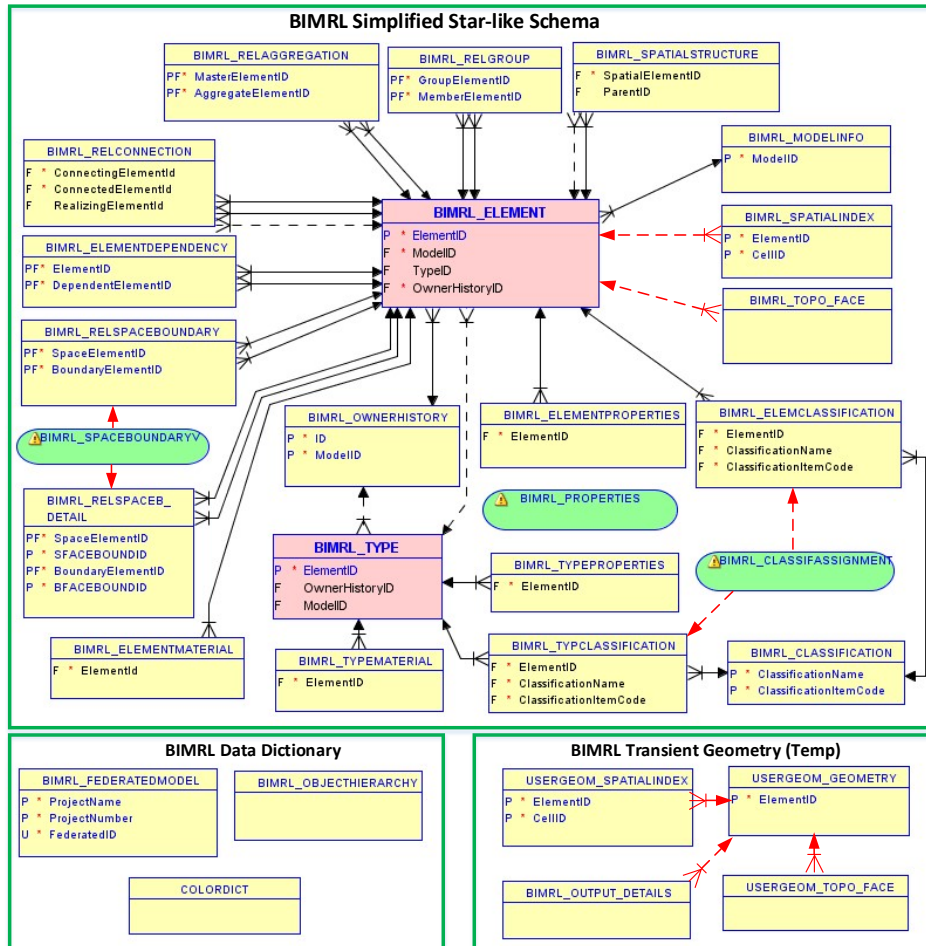 BIMRL Simplified Star-like Schema
BIMRL_RELAGGREGATION
PF* MasterElementID
PF* AggregateElementID
BIMRL_RELGROUP
PF* GroupElementID
PF* MemberElementID
BIMRL_SPATIALSTRUCTURE
F * SpatialElementID
F ParentID
BIMRL_MODELINFO
P * ModelID
BIMRL_RELCONNECTION
F * ConnectingElementId
F * ConnectedElementId
F RealizingElementId
BIMRL_ELEMENT
P * ElementID
F * ModelID
F TypeID
F * OwnerHistoryID
BIMRL_SPATIALINDEX
P * ElementID
P * CellID
BIMRL_ELEMENTDEPENDENCY
PF* ElementID
PF* DependentElementID
BIMRL_TOPO_FACE
BIMRL_RELSPACEBOUNDARY
PF* SpaceElementID
PF* BoundaryElementID
BIMRL_SPACEBOUNDARYV
BIMRL_OWNERHISTORY
P * ID
P * ModelID
BIMRL_ELEMENTPROPERTIES
F * ElementID
BIMRL_ELEMCLASSIFICATION
F * ElementID
F * ClassificationName
F * ClassificationItemCode
BIMRL_RELSPACEB_
DETAIL
PF* SpaceElementID
P * SFACEBOUNDID
PF* BoundaryElementID
P * BFACEBOUNDID
BIMRL_PROPERTIES
BIMRL_TYPE
P * ElementID
F OwnerHistoryID
F ModelID
BIMRL_TYPEPROPERTIES
F * ElementID
BIMRL_CLASSIFASSIGNMENT
BIMRL_ELEMENTMATERIAL
F * ElementId
BIMRL_TYPEMATERIAL
F * ElementID
BIMRL_TYPCLASSIFICATION
F * ElementID
F * ClassificationName
F * ClassificationItemCode
BIMRL_CLASSIFICATION
P * ClassificationName
P * ClassificationItemCode
BIMRL Data Dictionary
BIMRL_FEDERATEDMODEL
P * ProjectName
P * ProjectNumber
U * FederatedID
BIMRL_OBJECTHIERARCHY
COLORDICT
BIMRL Transient Geometry (Temp)
USERGEOM_SPATIALINDEX
P * ElementID
P * CellID
USERGEOM_GEOMETRY
P * ElementID
BIMRL_OUTPUT_DETAILS
USERGEOM_TOPO_FACE